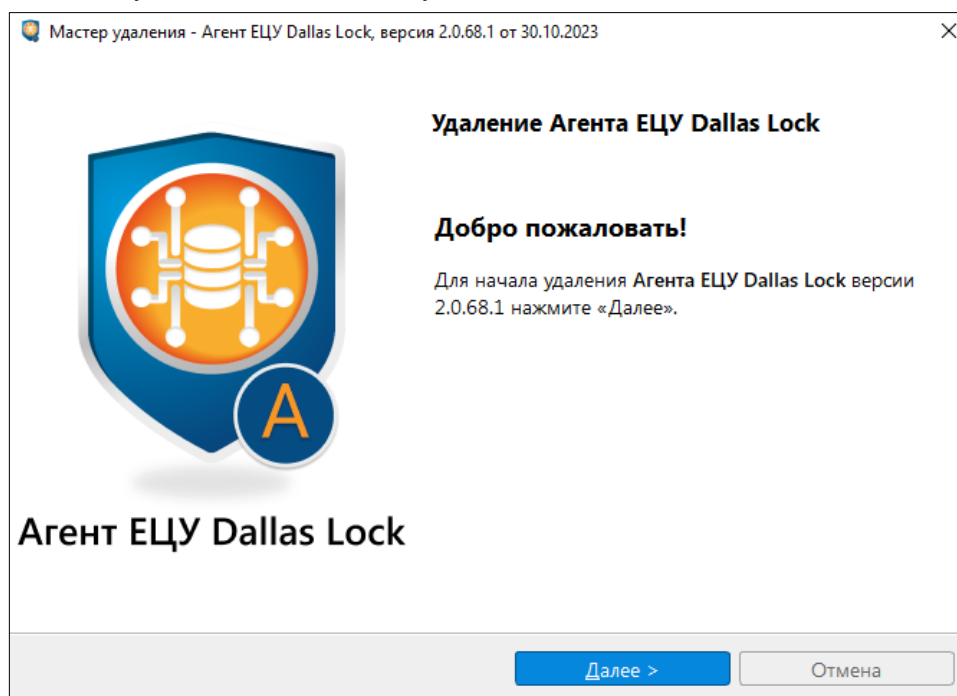 Мастер удаления - Агент ЕЦУ Dallas Lock, версия 2.0.68.1 от 30.10.2023
Удаление Агента ЕЦУ Dallas Lock
Добро пожаловать!
Для начала удаления Агента ЕЦУ Dallas Lock версии
2.0.68.1 нажмите «Далее».
A
Агент ЕЦУ Dallas Lock
Далее >
Отмена